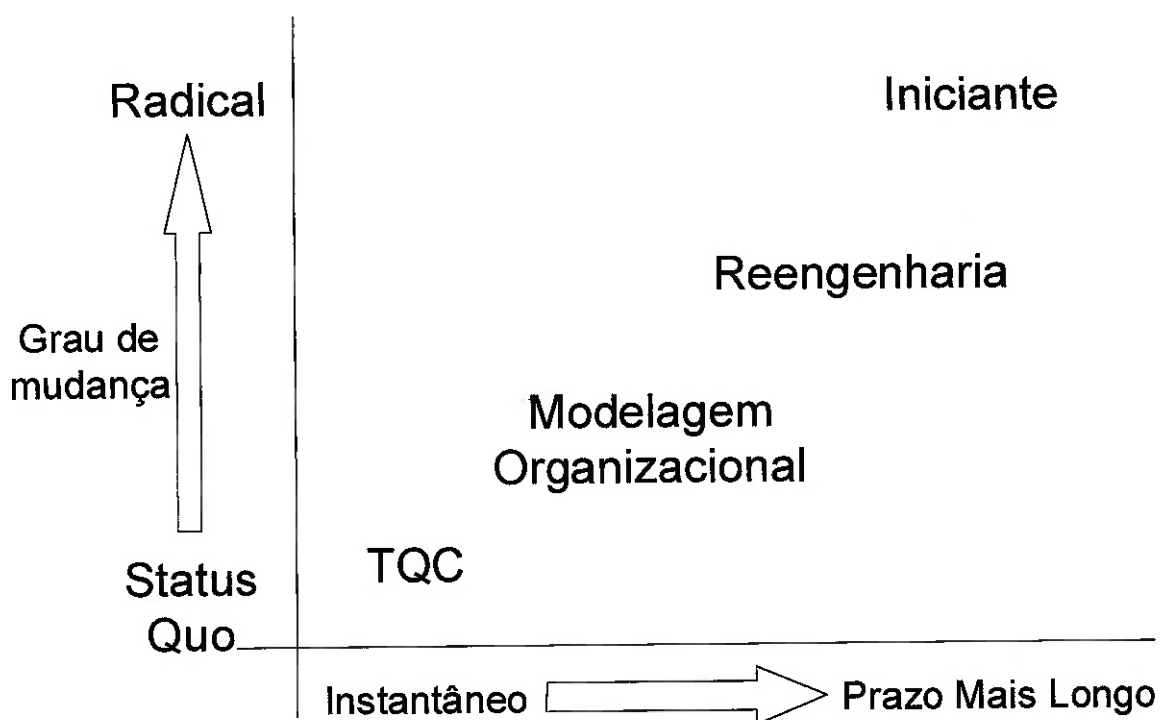 Radical
Iniciante
Reengenharia
Grau de
mudança
Modelagem
Organizacional
TQC
Status
Quo
Instantâneo
Prazo Mais Longo